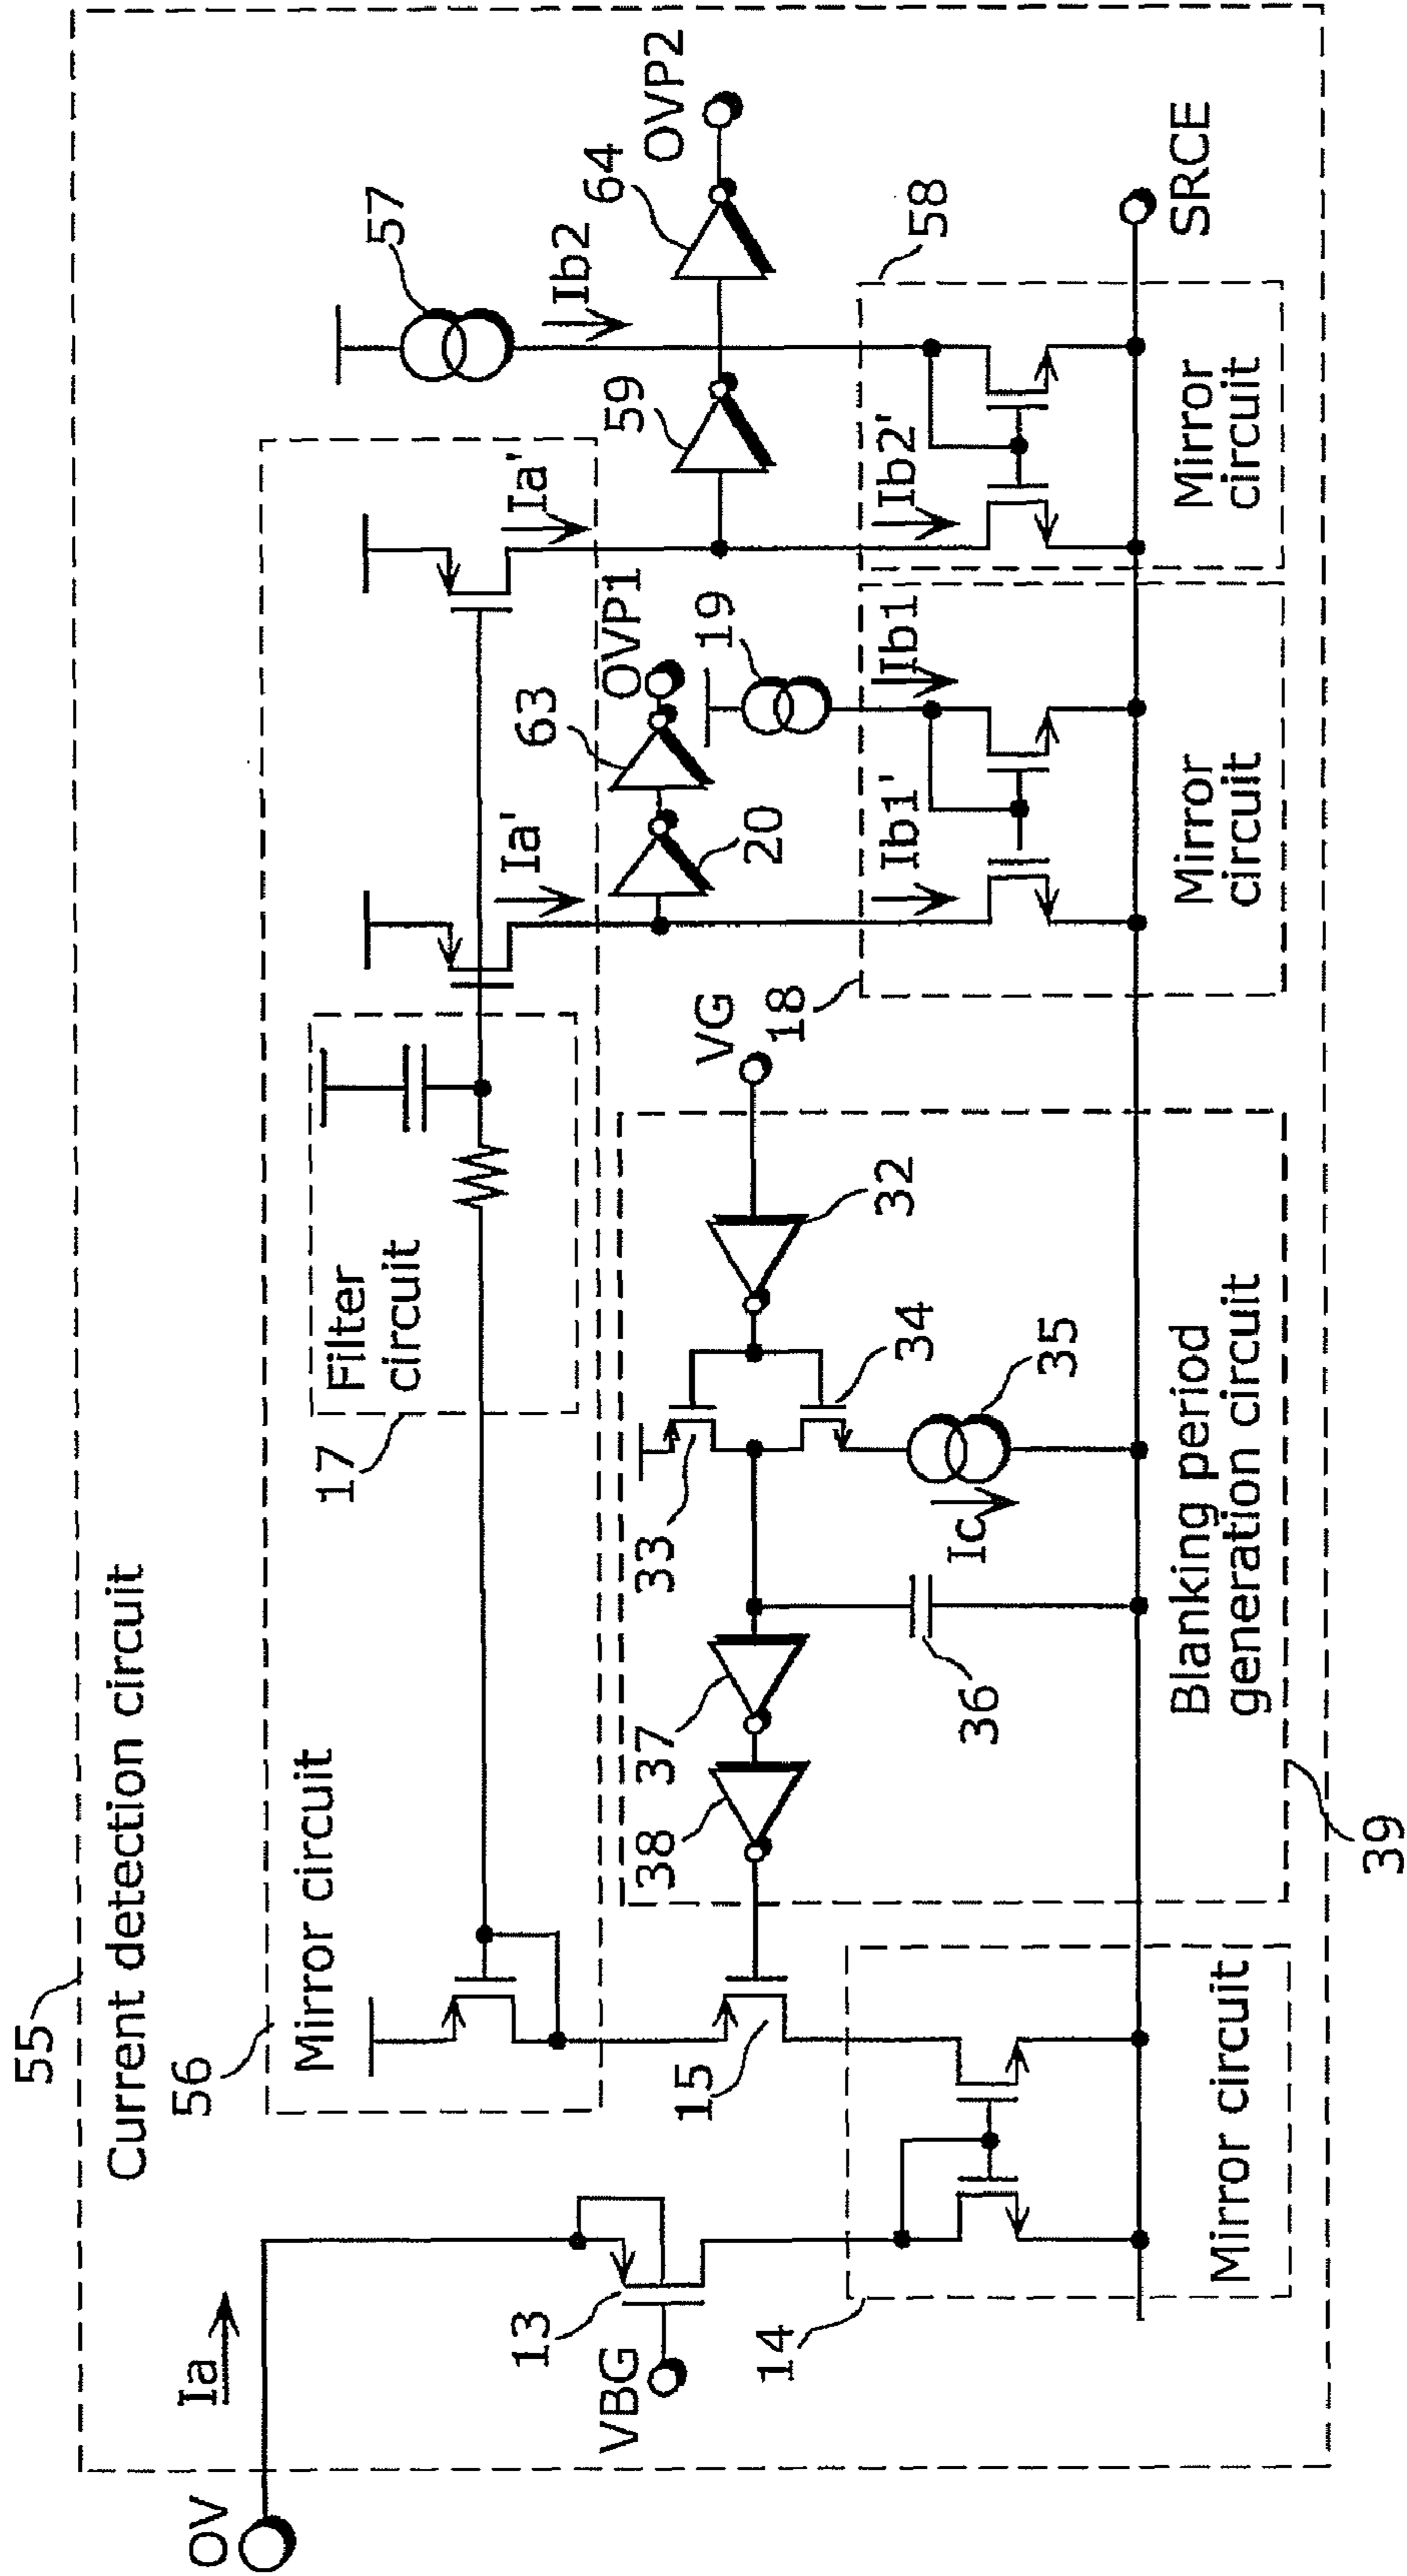 55
Current detection circuit
OV
Ia
56
Mirror circuit
17
Filter
circuit
Ia'
Ia'
57
Ib2
13
VBG
15
38
37
33
34
32
VG
20
63
OVP1
19
59
64
OVP2
36
Ic
35
14
Mirror circuit
Blanking period
generation circuit
39
18
Ib1'
Ib1
Mirror
circuit
Ib2'
58
Mirror
circuit
SRCE